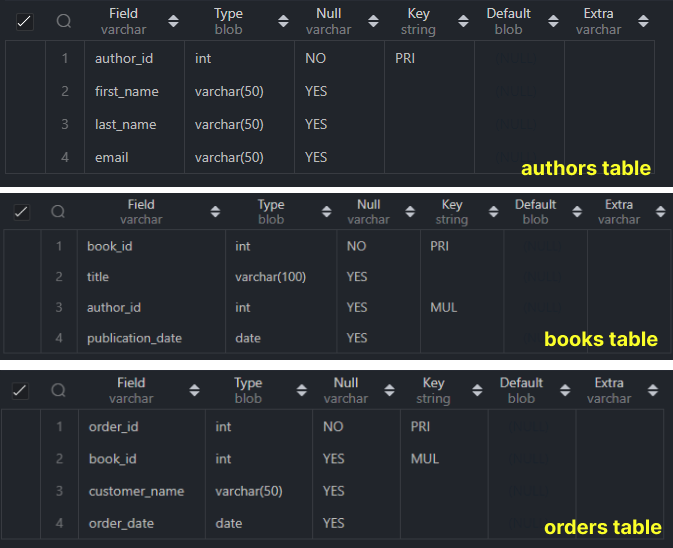 Field Type Null Key Default Extra
varchar blob varchar string blob varchar
1 author_id int NO PRI
2 first_name varchar(50) YES
3 last_name varchar(50) YES
4 email varchar(50) YES
authors table
Field Type Null Key Default Extra
varchar blob varchar string blob varchar
1 book_id int NO PRI
2 title varchar(100) YES
3 author_id int YES MUL
4 publication_date date YES
books table
Field Type Null Key Default Extra
varchar blob varchar string blob varchar
1 order_id int NO PRI
2 book_id int YES MUL
3 customer_name varchar(50) YES
4 order_date date YES
orders table